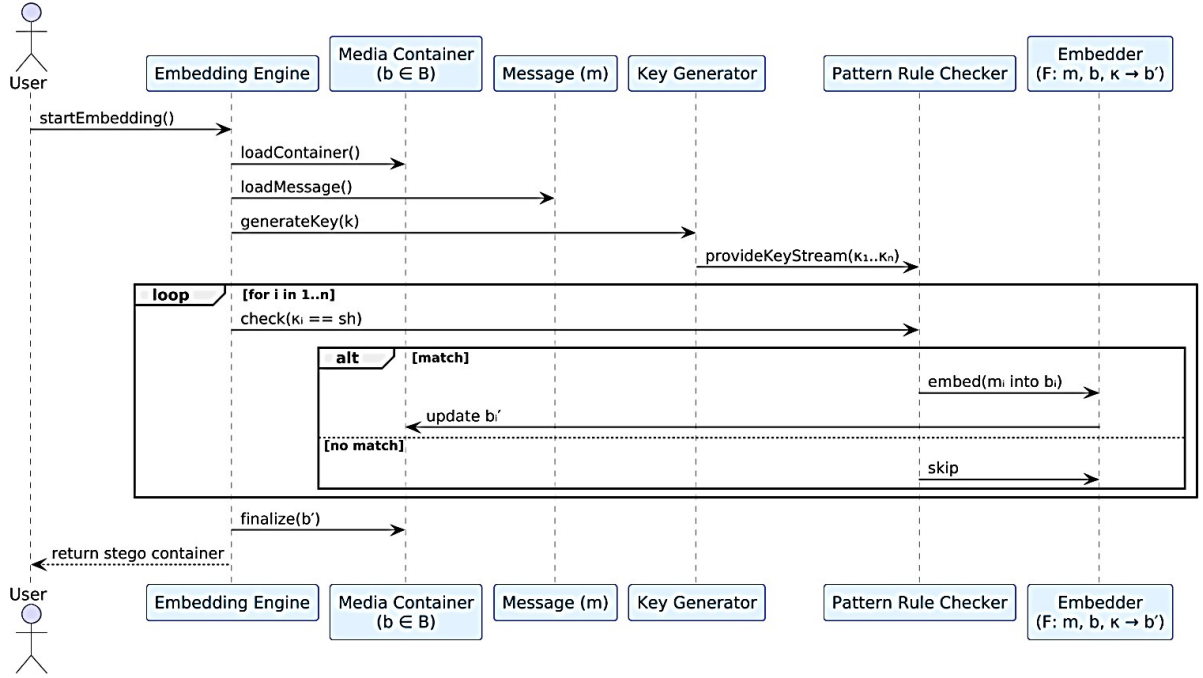 User
Embedding Engine
Media Container
(b ∈ B)
Message (m)
Key Generator
Pattern Rule Checker
Embedder
(F: m, b, κ → b′)
startEmbedding()
loadContainer()
loadMessage()
generateKey(k)
provideKeyStream(κ₁..κₙ)
loop [for i in 1..n]
check(κᵢ == sh)
alt [match]
embed(mᵢ into bᵢ)
update bᵢ′
[no match]
skip
finalize(b′)
return stego container
User
Embedding Engine
Media Container
(b ∈ B)
Message (m)
Key Generator
Pattern Rule Checker
Embedder
(F: m, b, κ → b′)